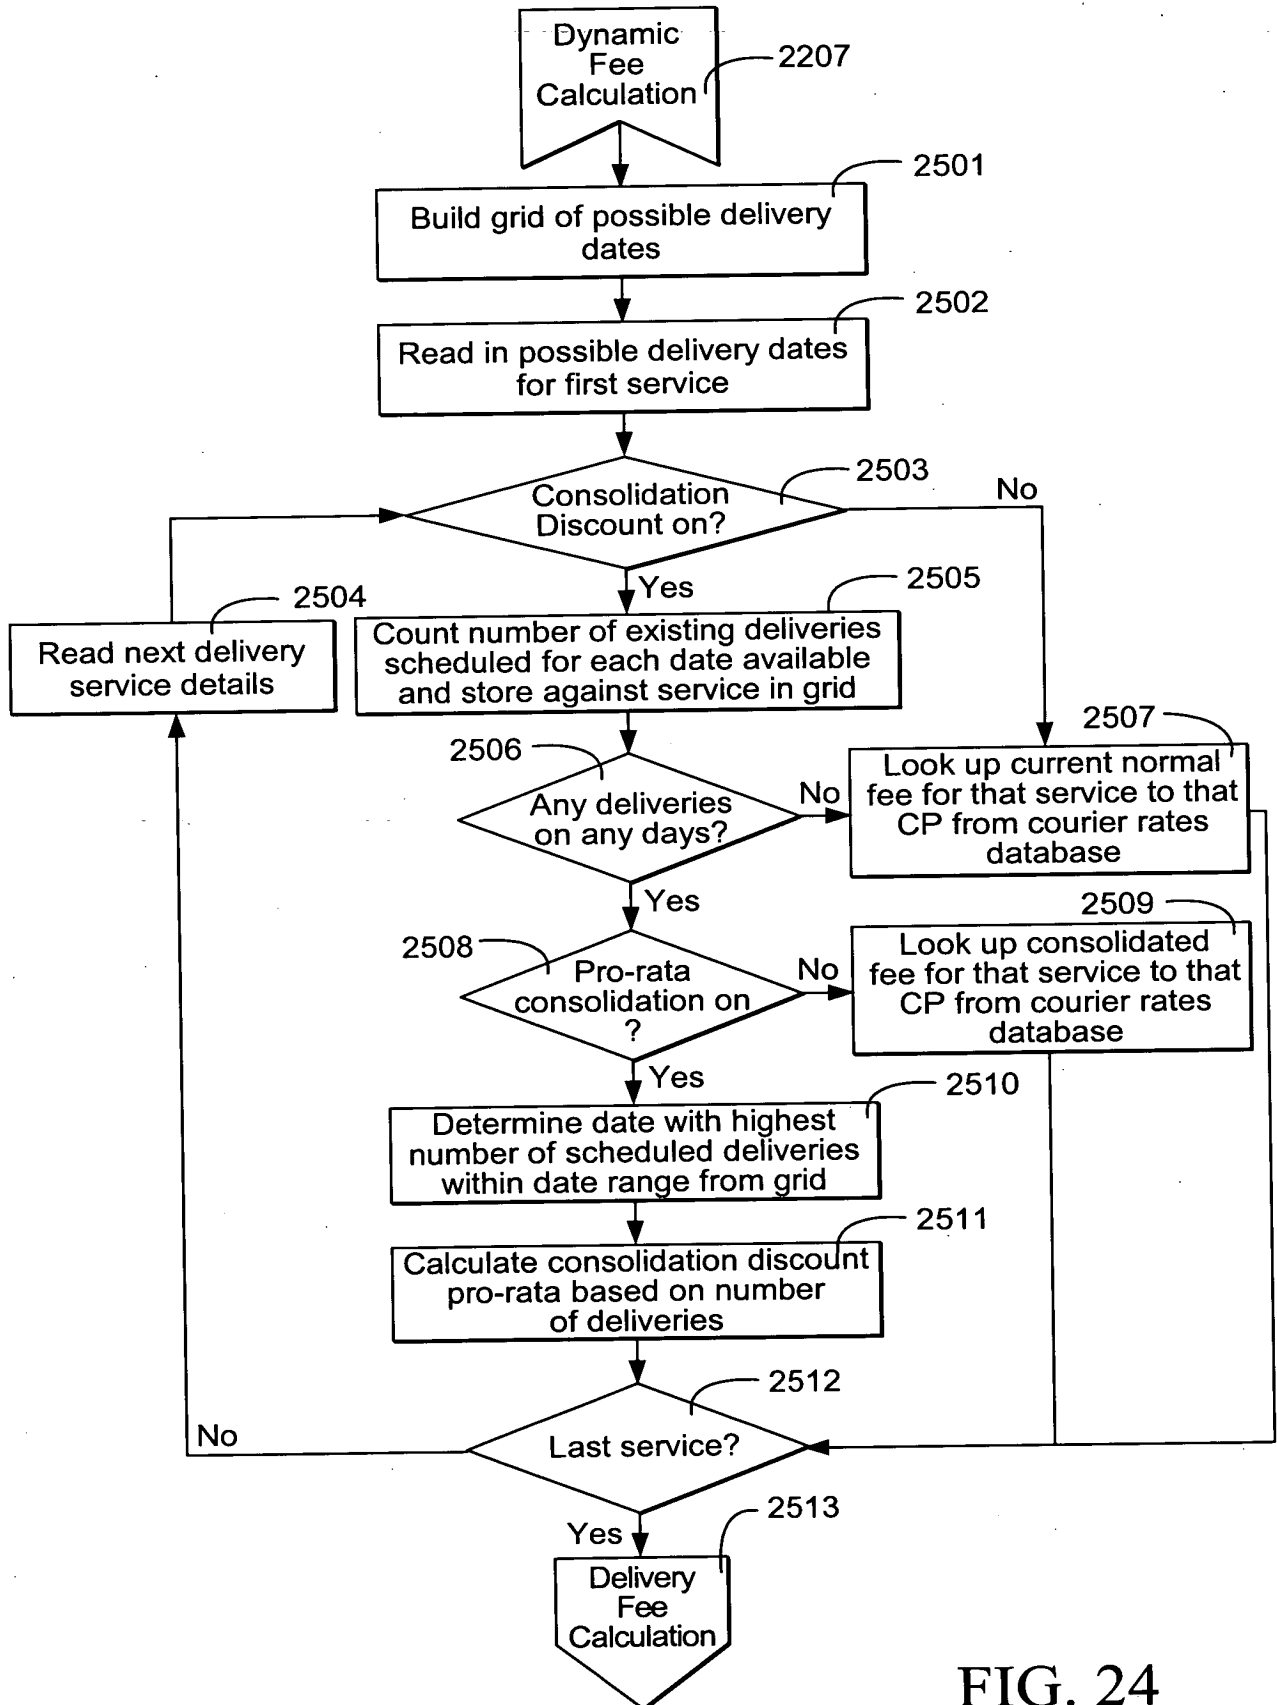 Dynamic
Fee
Calculation
2207
2501
Build grid of possible delivery
dates
2502
Read in possible delivery dates
for first service
2503
Consolidation
Discount on?
No
Yes
2504
Read next delivery
service details
2505
Count number of existing deliveries
scheduled for each date available
and store against service in grid
2506
Any deliveries
on any days?
No
2507
Look up current normal
fee for that service to that
CP from courier rates
database
Yes
2508
Pro-rata
consolidation on
?
No
2509
Look up consolidated
fee for that service to that
CP from courier rates
database
Yes
2510
Determine date with highest
number of scheduled deliveries
within date range from grid
2511
Calculate consolidation discount
pro-rata based on number
of deliveries
2512
Last service?
No
Yes
2513
Delivery
Fee
Calculation
FIG. 24